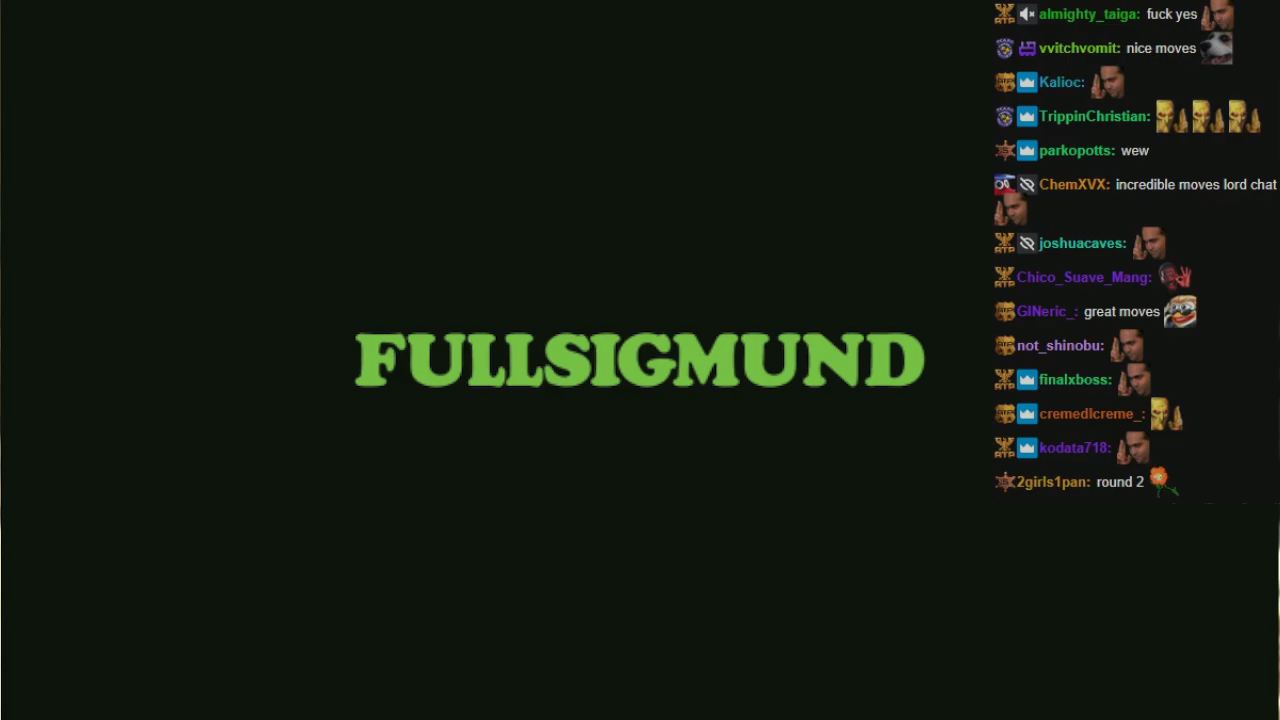 almighty_taiga: fuck yes
vvitchvomit: nice moves
Kalioc:
TrippinChristian:
parkopotts: wew
ChemXVX: incredible moves lord chat
joshuacaves:
Chico_Suave_Mang:
GINeric_: great moves
not_shinobu:
finalxboss:
cremedlcreme_:
kodata718:
2girls1pan: round 2
FULLSIGMUND